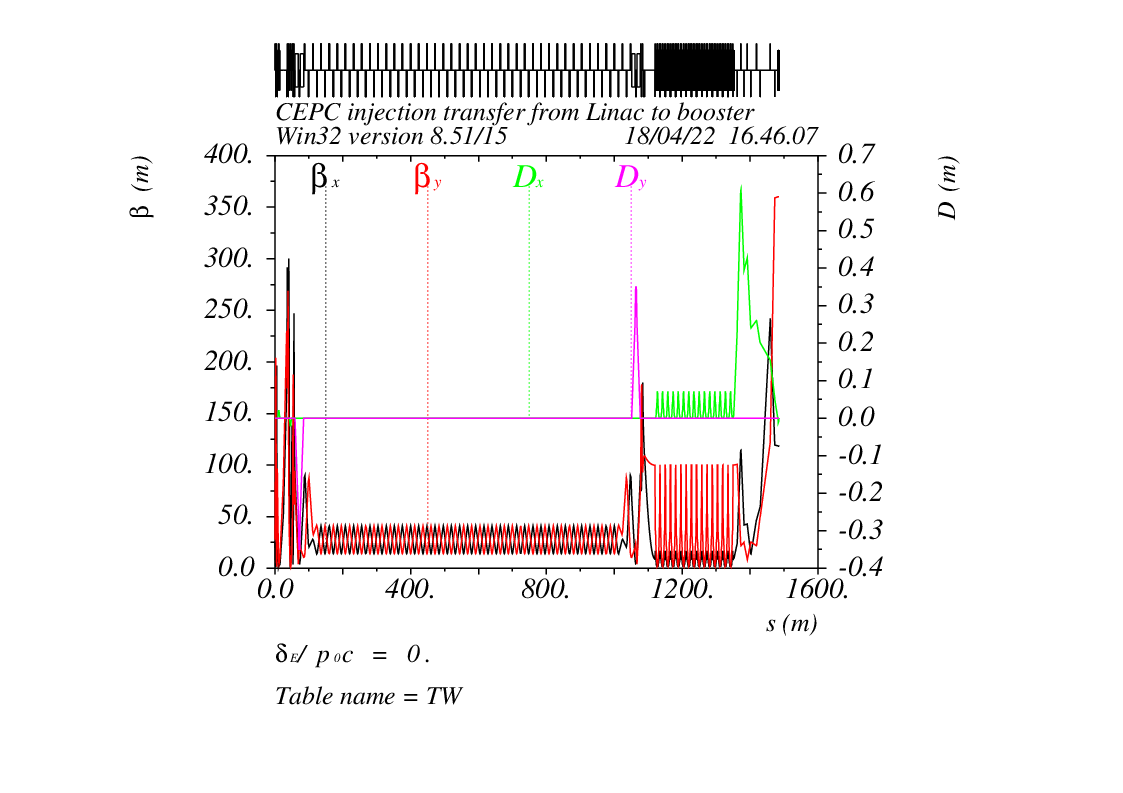 CEPC injection transfer from Linac to booster
Win32 version 8.51/15 18/04/22 16.46.07
β (m)
400.
350.
300.
250.
200.
150.
100.
50.
0.0
βx βy Dx Dy
0.7
0.6
0.5
0.4
0.3
0.2
0.1
0.0
-0.1
-0.2
-0.3
-0.4
D (m)
0.0 400. 800. 1200. 1600.
s (m)
δE/ p0c = 0.
Table name = TW